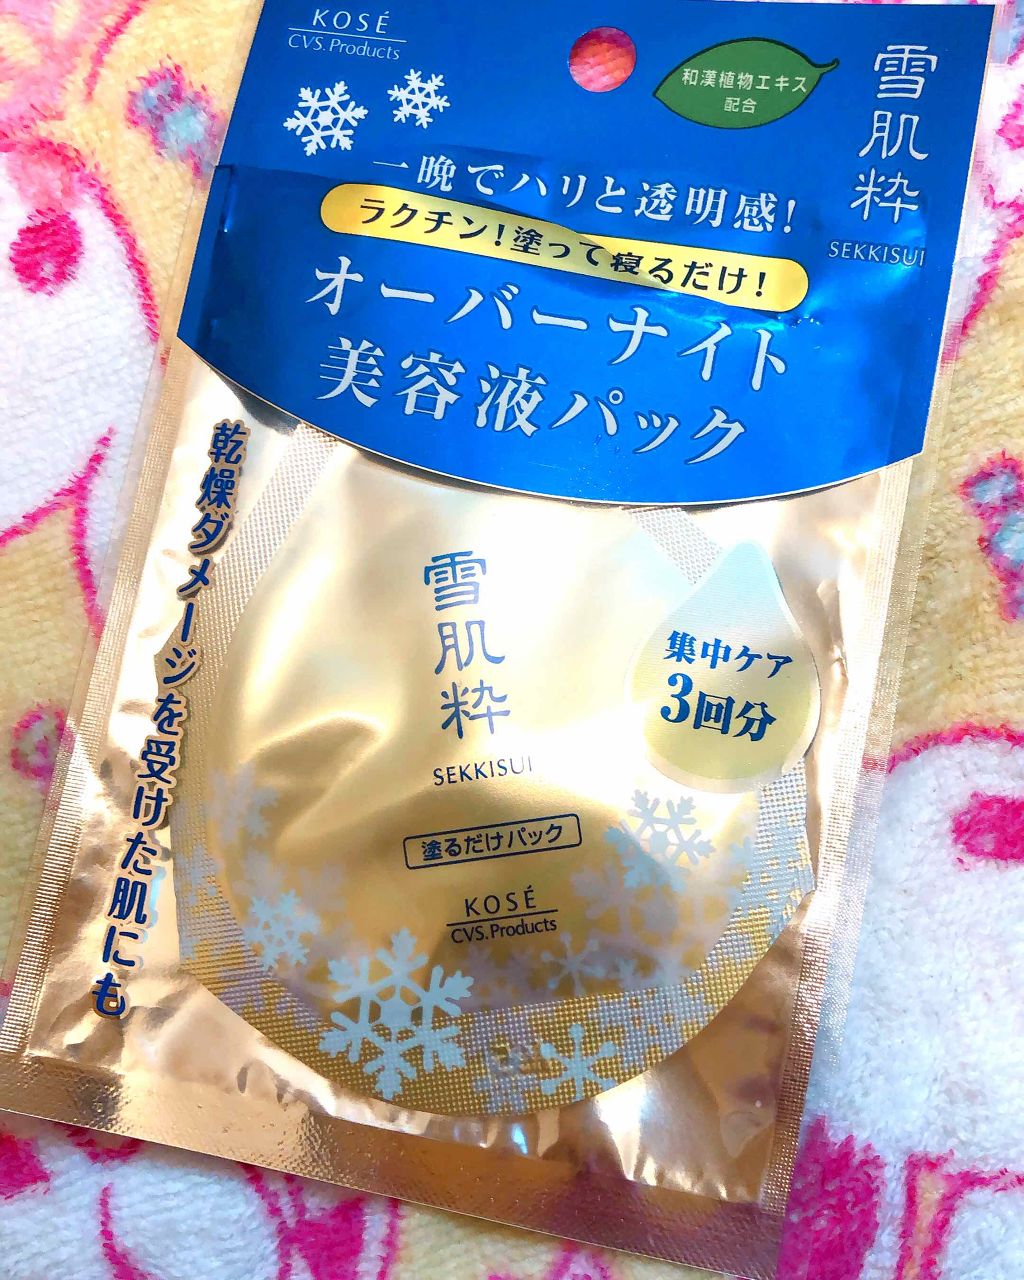 KOSÉ
CVS.Products
和漢植物エキス
配合
雪肌粋
SEKKISUI
一晩でハリと透明感!
ラクチン!塗って寝るだけ!
オーバーナイト
美容液パック
乾燥ダメージを受けた肌にも
雪肌粋
SEKKISUI
集中ケア
3回分
塗るだけパック
KOSÉ
CVS.Products